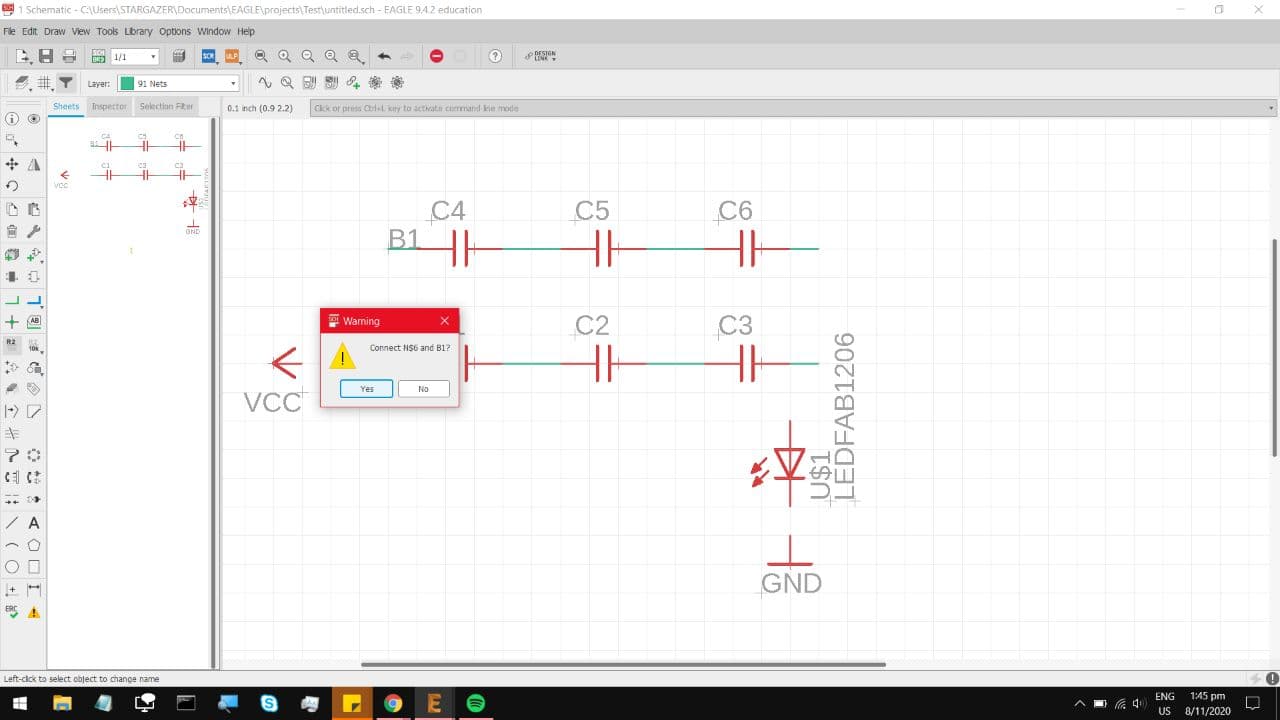 1 Schematic - C:\Users\STARGAZER\Documents\EAGLE\projects\Test\untitled.sch - EAGLE 9.4.2 education
File Edit Draw View Tools Library Options Window Help
1/1 SCR ULP DESIGN LINK
Layer: 91 Nets
Sheets Inspector Selection Filter
0.1 inch (0.9 2.2) Click or press Ctrl+L key to activate command line mode
C4 C5 C6
B1
C1 C3
VCC
GND
C4 C5 C6
B1
Warning
Connect N$6 and B1?
Yes No
C2 C3
VCC
U$1
LEDFAB1206
GND
R2
10k
A
ERC
Left-click to select object to change name
ENG
US
1:45 pm
8/11/2020